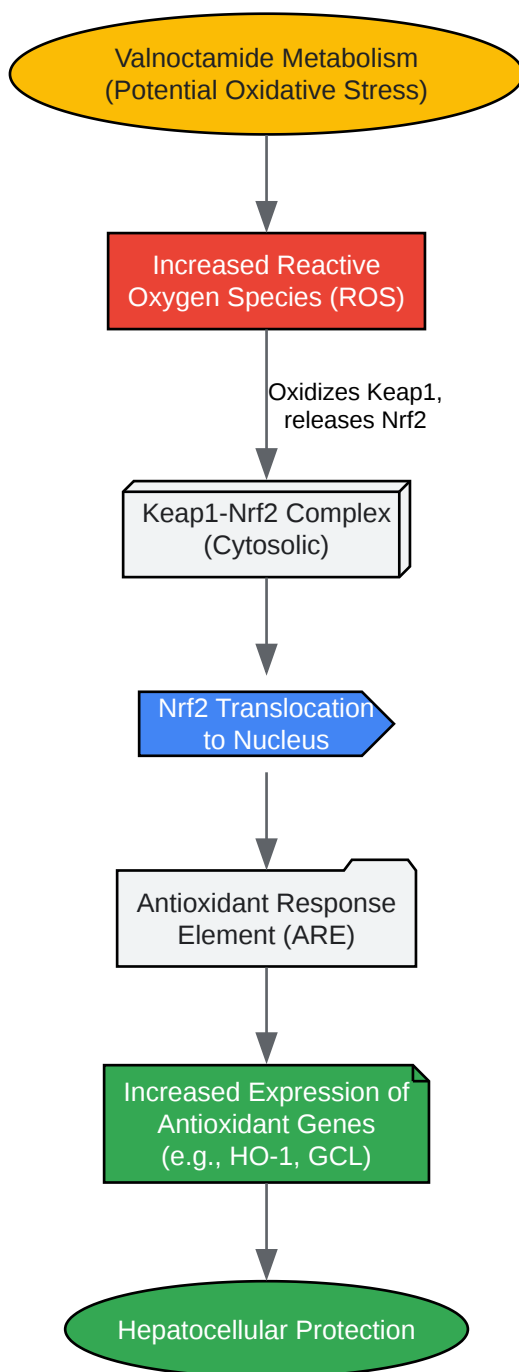 Valnoctamide Metabolism
(Potential Oxidative Stress)
Increased Reactive
Oxygen Species (ROS)
Oxidizes Keap1,
releases Nrf2
Keap1-Nrf2 Complex
(Cytosolic)
Nrf2 Translocation
to Nucleus
Antioxidant Response
Element (ARE)
Increased Expression of
Antioxidant Genes
(e.g., HO-1, GCL)
Hepatocellular Protection